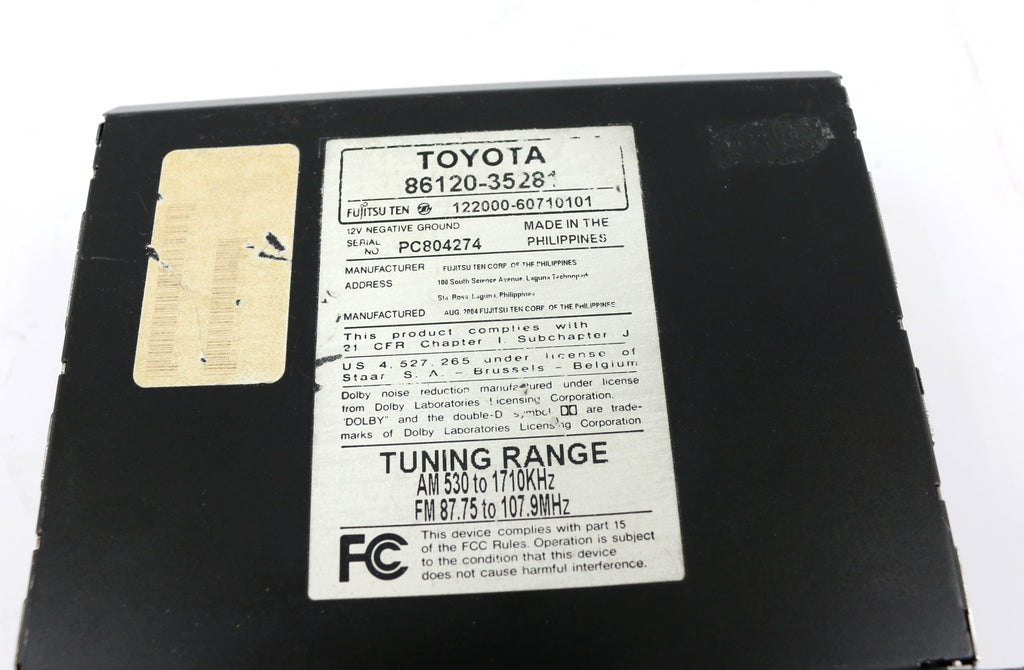 TOYOTA
86120-35281
FUJITSU TEN 122000-60710101
12V NEGATIVE GROUND
MADE IN THE
PHILIPPINES
SERIAL
NO PC804274
MANUFACTURER FUJITSU TEN CORP. OF THE PHILIPPINES
ADDRESS 100 South Science Avenue, Laguna Technopark
Sta Rosa Laguna, Philippines
MANUFACTURED AUG. 2004 FUJITSU TEN CORP. OF THE PHILIPPINES
This product complies with
21 CFR Chapter I, Subchapter J
US 4,527,265 under license of
Staar S. A. – Brussels – Belgium
Dolby noise reduction manufactured under license
from Dolby Laboratories Licensing Corporation.
"DOLBY" and the double-D symbol are trade-
marks of Dolby Laboratories Licensing Corporation
TUNING RANGE
AM 530 to 1710KHz
FM 87.75 to 107.9MHz
FC This device complies with part 15
of the FCC Rules. Operation is subject
to the condition that this device
does not cause harmful interference.